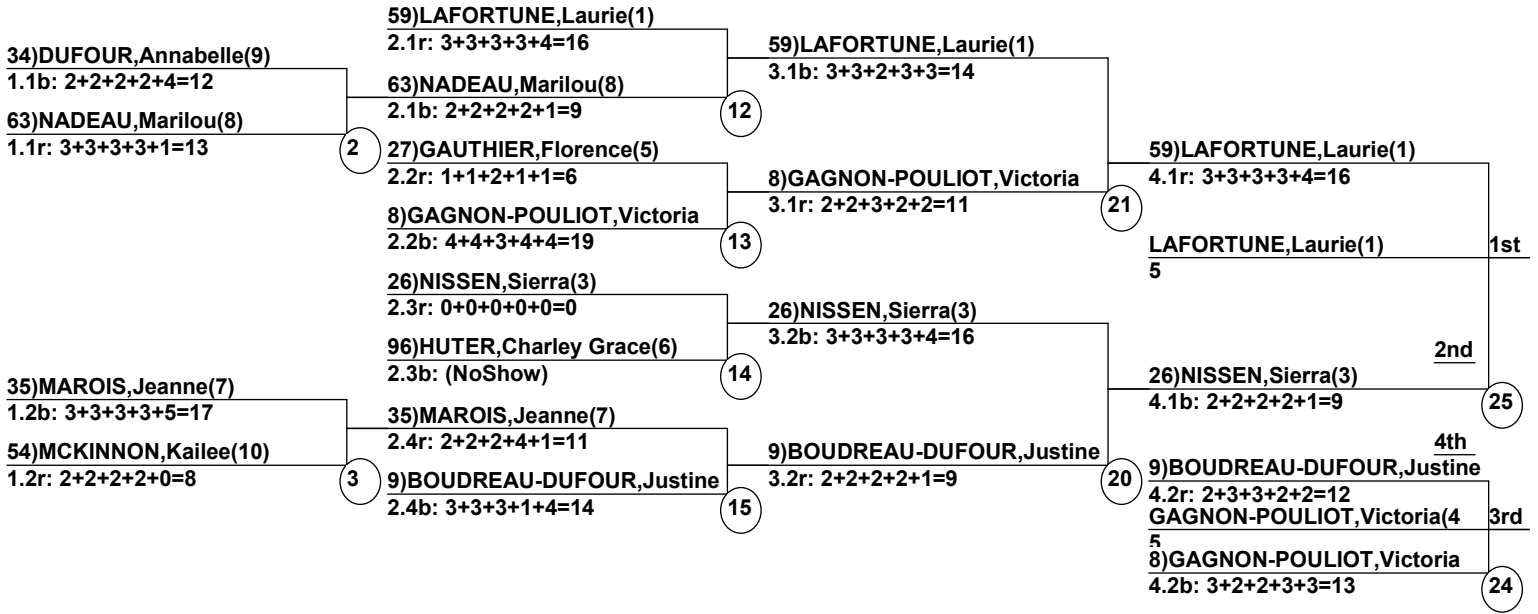 34)DUFOUR,Annabelle(9)
1.1b: 2+2+2+2+4=12
63)NADEAU,Marilou(8)
1.1r: 3+3+3+3+1=13
2
35)MAROIS,Jeanne(7)
1.2b: 3+3+3+3+5=17
54)MCKINNON,Kailee(10)
1.2r: 2+2+2+2+0=8
3
59)LAFORTUNE,Laurie(1)
2.1r: 3+3+3+3+4=16
63)NADEAU,Marilou(8)
2.1b: 2+2+2+2+1=9
12
27)GAUTHIER,Florence(5)
2.2r: 1+1+2+1+1=6
8)GAGNON-POULIOT,Victoria
2.2b: 4+4+3+4+4=19
13
26)NISSEN,Sierra(3)
2.3r: 0+0+0+0+0=0
96)HUTER,Charley Grace(6)
2.3b: (NoShow)
14
35)MAROIS,Jeanne(7)
2.4r: 2+2+2+4+1=11
9)BOUDREAU-DUFOUR,Justine
2.4b: 3+3+3+1+4=14
15
59)LAFORTUNE,Laurie(1)
3.1b: 3+3+2+3+3=14
8)GAGNON-POULIOT,Victoria
3.1r: 2+2+3+2+2=11
21
26)NISSEN,Sierra(3)
3.2b: 3+3+3+3+4=16
9)BOUDREAU-DUFOUR,Justine
3.2r: 2+2+2+2+1=9
20
59)LAFORTUNE,Laurie(1)
4.1r: 3+3+3+3+4=16
LAFORTUNE,Laurie(1) 1st
5
2nd
26)NISSEN,Sierra(3)
4.1b: 2+2+2+2+1=9
25
4th
9)BOUDREAU-DUFOUR,Justine
4.2r: 2+3+3+2+2=12
GAGNON-POULIOT,Victoria(4 3rd
5
8)GAGNON-POULIOT,Victoria
4.2b: 3+2+2+3+3=13
24